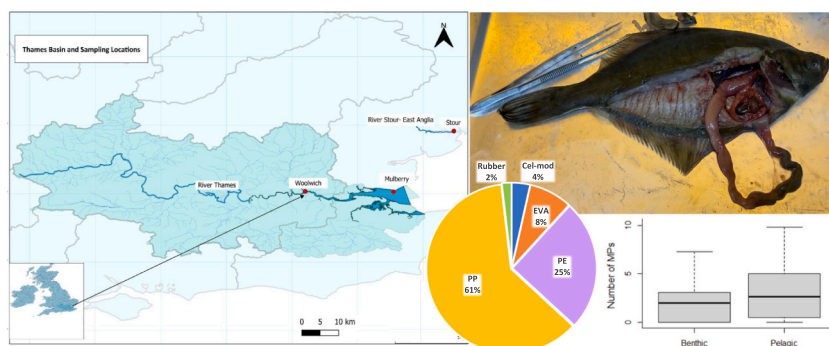 Thames Basin and Sampling Locations
N
River Stour- East Anglia
Stour
River Thames
Woolwich
Mulberry
0 5 10 km
Rubber
2%
Cel-mod
4%
EVA
8%
PE
25%
PP
61%
Number of MPs
10
5
0
Benthic
Pelagic